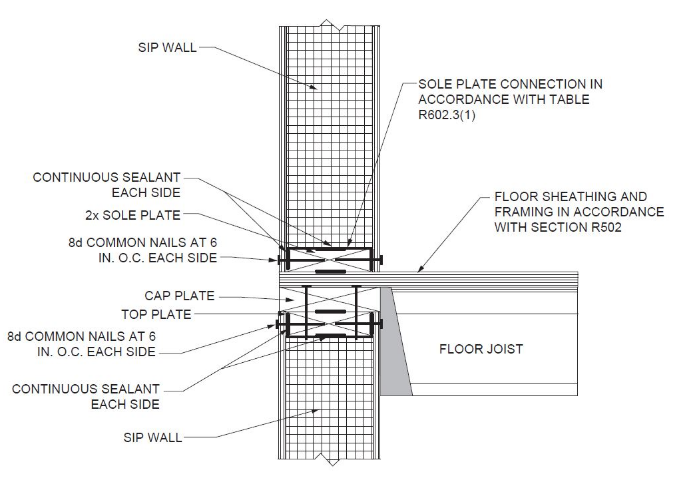 SIP WALL
SOLE PLATE CONNECTION IN
ACCORDANCE WITH TABLE
R602.3(1)
CONTINUOUS SEALANT
EACH SIDE
2x SOLE PLATE
8d COMMON NAILS AT 6
IN. O.C. EACH SIDE
FLOOR SHEATHING AND
FRAMING IN ACCORDANCE
WITH SECTION R502
CAP PLATE
TOP PLATE
8d COMMON NAILS AT 6
IN. O.C. EACH SIDE
FLOOR JOIST
CONTINUOUS SEALANT
EACH SIDE
SIP WALL